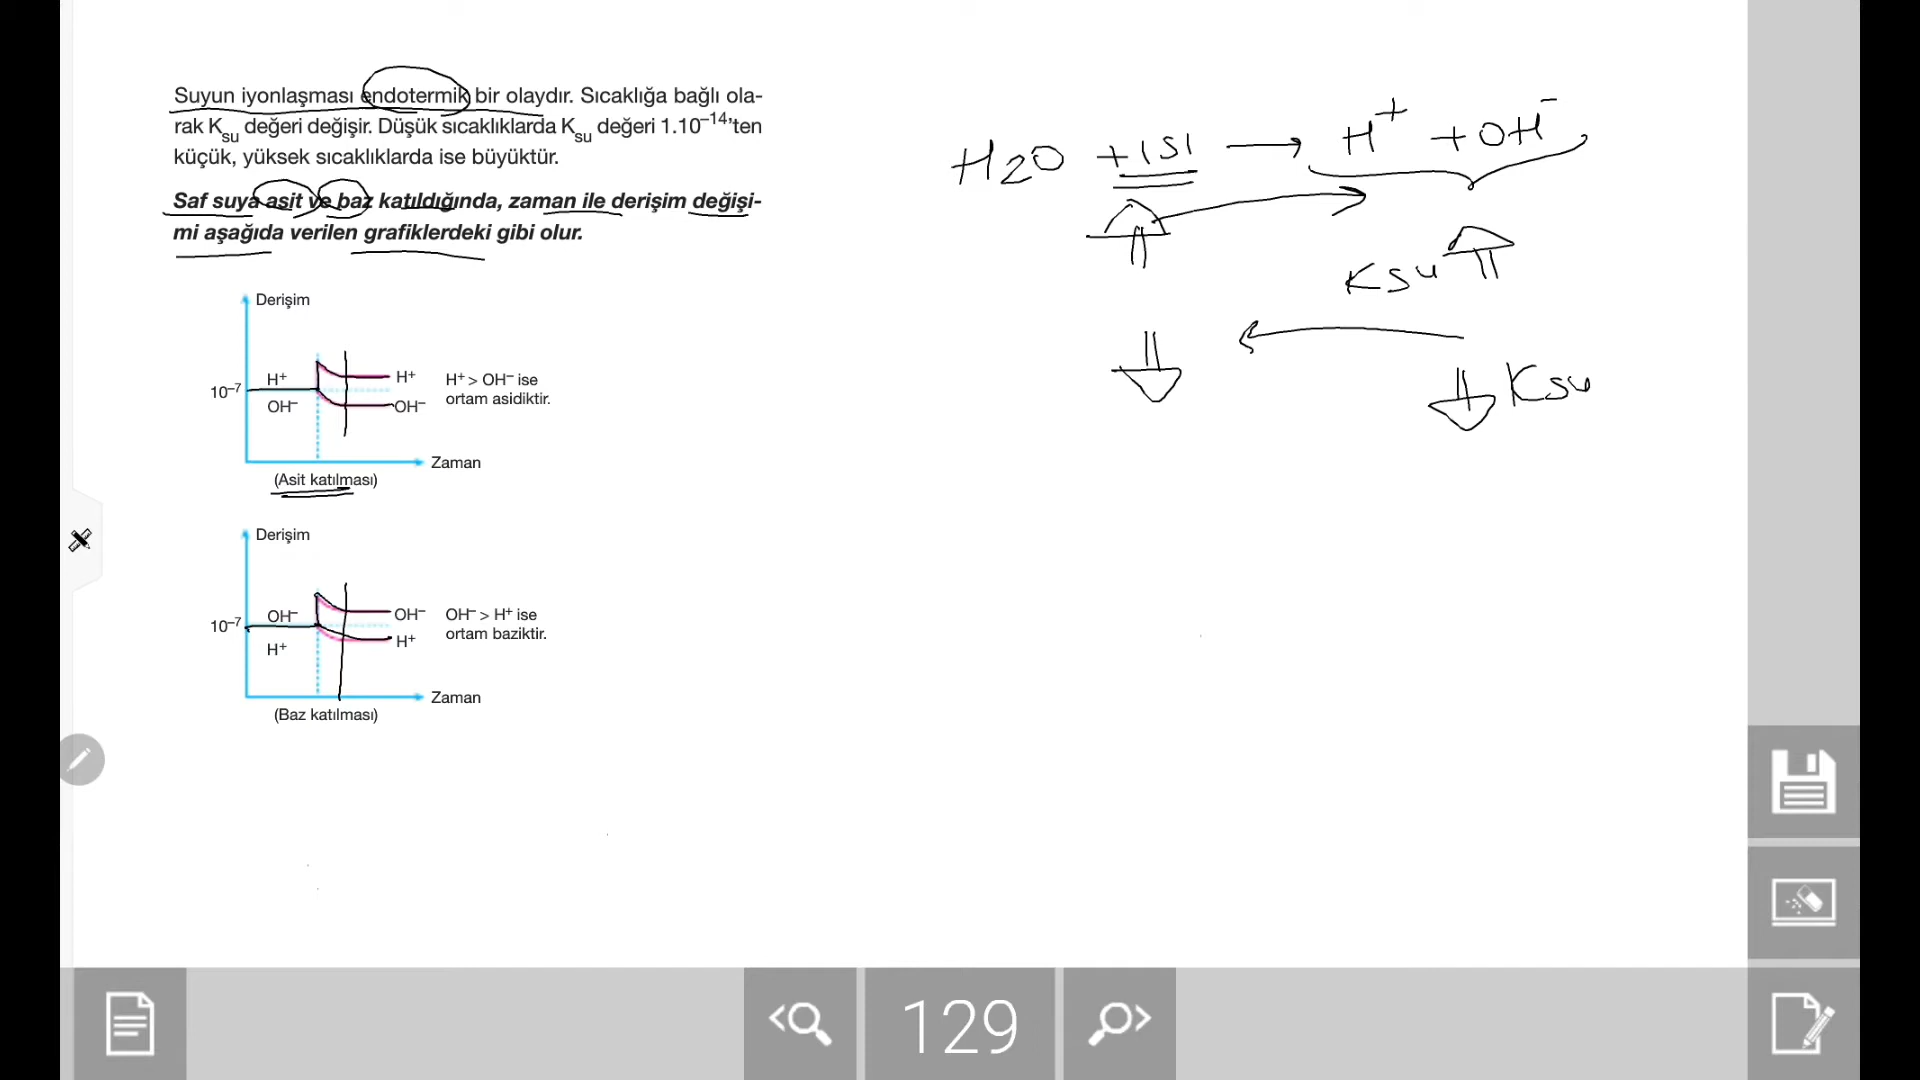 Suyun iyonlaşması endotermik bir olaydır. Sıcaklığa bağlı ola-
rak Ksu değeri değişir. Düşük sıcaklıklarda Ksu değeri 1.10–14'ten
küçük, yüksek sıcaklıklarda ise büyüktür.
Saf suya asit ve baz katıldığında, zaman ile derişim değişi-
mi aşağıda verilen grafiklerdeki gibi olur.
Derişim
10–7
H+
OH–
H+
OH–
H+ > OH– ise
ortam asidiktir.
Zaman
(Asit katılması)
Derişim
10–7
OH–
H+
OH–
H+
OH– > H+ ise
ortam baziktir.
Zaman
(Baz katılması)
H2O + ISI → H+ + OH–
Ksu
Ksu
129